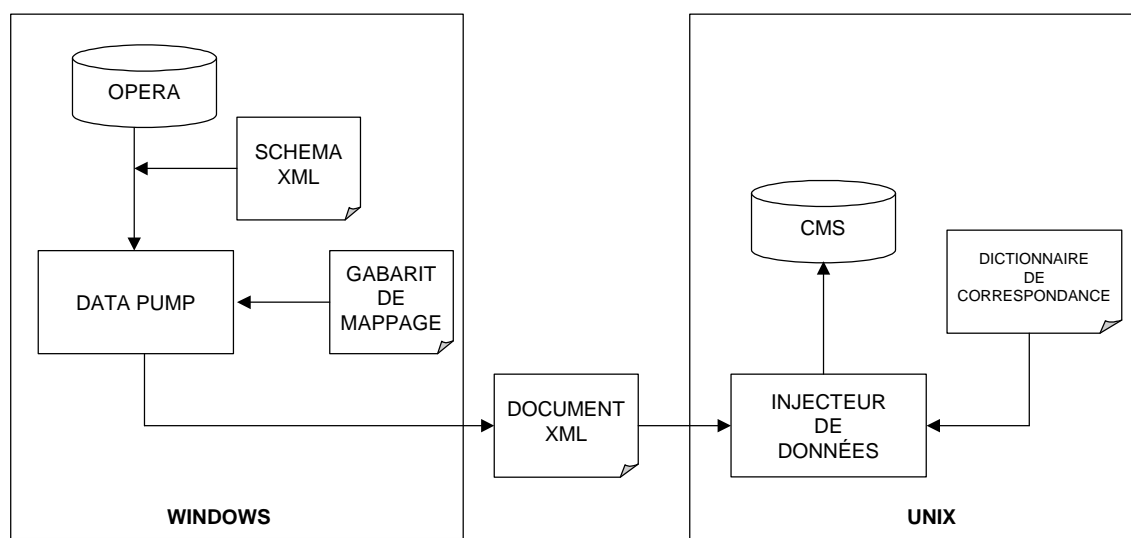 OPERA
SCHEMA
XML
DATA PUMP
GABARIT
DE
MAPPAGE
DOCUMENT
XML
CMS
DICTIONNAIRE
DE
CORRESPONDANCE
INJECTEUR
DE
DONNÉES
WINDOWS
UNIX